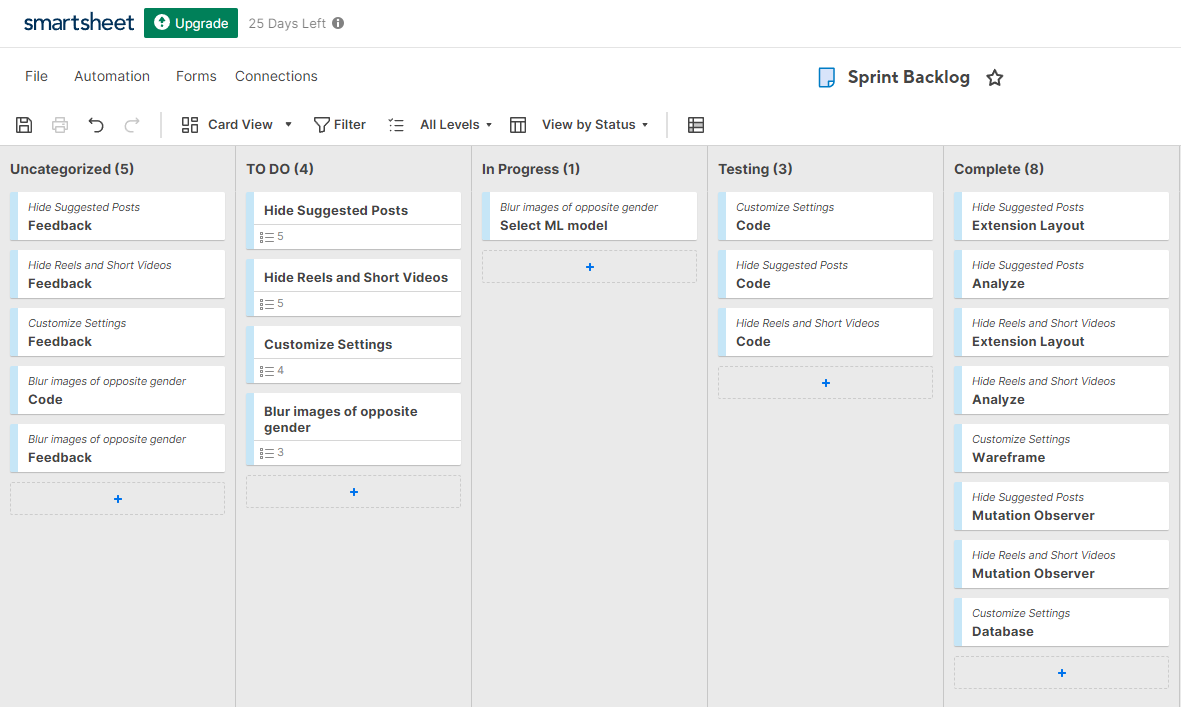 smartsheet
Upgrade
25 Days Left
File
Automation
Forms
Connections
Sprint Backlog
Card View
Filter
All Levels
View by Status
Uncategorized (5)
Hide Suggested Posts
Feedback
Hide Reels and Short Videos
Feedback
Customize Settings
Feedback
Blur images of opposite gender
Code
Blur images of opposite gender
Feedback
+
TO DO (4)
Hide Suggested Posts
5
Hide Reels and Short Videos
5
Customize Settings
4
Blur images of opposite
gender
3
+
In Progress (1)
Blur images of opposite gender
Select ML model
+
Testing (3)
Customize Settings
Code
Hide Suggested Posts
Code
Hide Reels and Short Videos
Code
+
Complete (8)
Hide Suggested Posts
Extension Layout
Hide Suggested Posts
Analyze
Hide Reels and Short Videos
Extension Layout
Hide Reels and Short Videos
Analyze
Customize Settings
Wareframe
Hide Suggested Posts
Mutation Observer
Hide Reels and Short Videos
Mutation Observer
Customize Settings
Database
+